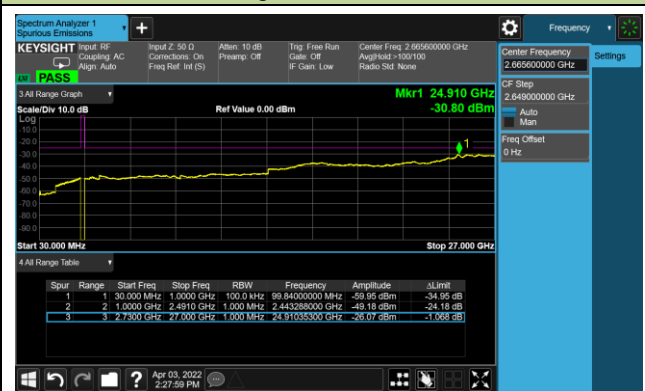 Spectrum Analyzer 1
Spurious Emissions
Frequency
KEYSIGHT
Input: RF
Coupling: AC
Align: Auto
Input Z: 50 Ω
Corrections: On
Freq Ref: Int (S)
Atten: 10 dB
Preamp: Off
Trig: Free Run
Gate: Off
IF Gain: Low
Center Freq: 2.665600000 GHz
Avg|Hold:>100/100
Radio Std: None
PASS
Center Frequency
2.665600000 GHz
Settings
CF Step
2.649000000 GHz
Auto
Man
Freq Offset
0 Hz
3 All Range Graph
Mkr1 24.910 GHz
Scale/Div 10.0 dB
Ref Value 0.00 dBm
-30.80 dBm
Log
-10.0
-20.0
-30.0
-40.0
-50.0
-60.0
-70.0
-80.0
-90.0
1
Start 30.000 MHz
Stop 27.000 GHz
4 All Range Table
Spur Range Start Freq Stop Freq RBW Frequency Amplitude ΔLimit
1 1 30.000 MHz 1.0000 GHz 100.0 kHz 99.84000000 MHz -59.95 dBm -34.95 dB
2 2 1.0000 GHz 2.4910 GHz 1.000 MHz 2.443288000 GHz -49.18 dBm -24.18 dB
3 3 2.7300 GHz 27.000 GHz 1.000 MHz 24.91035300 GHz -26.07 dBm -1.068 dB
Apr 03, 2022
2:27:59 PM